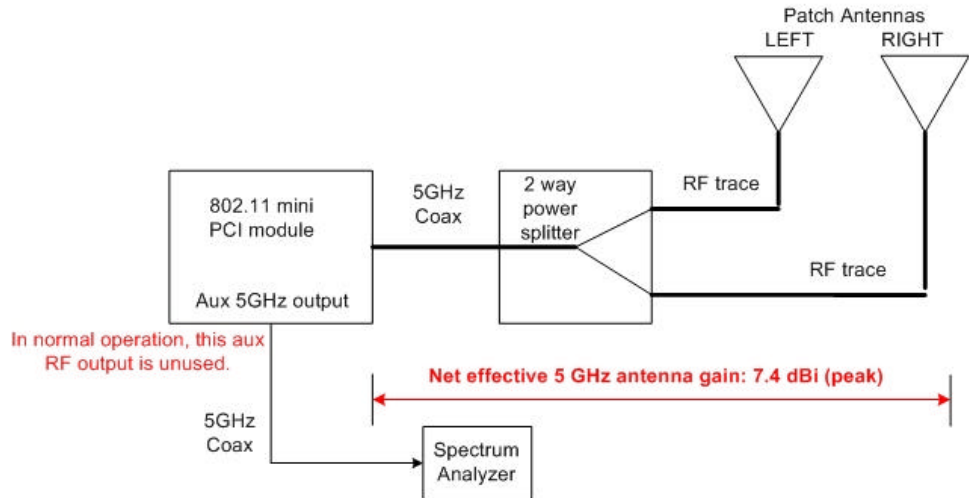 Patch Antennas
LEFT
RIGHT
802.11 mini
PCI module
Aux 5GHz output
5GHz
Coax
2 way
power
splitter
RF trace
RF trace
In normal operation, this aux
RF output is unused.
Net effective 5 GHz antenna gain: 7.4 dBi (peak)
5GHz
Coax
Spectrum
Analyzer